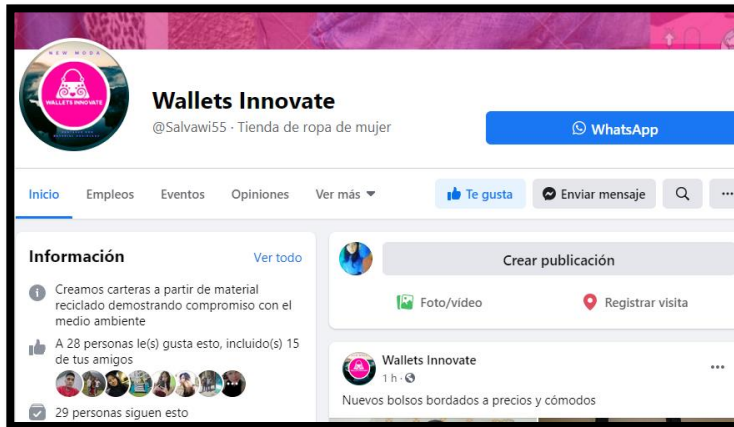 NEW MODA
WALLETS INNOVATE
Wallets Innovate
@Salvawi55 · Tienda de ropa de mujer
WhatsApp
Inicio
Empleos
Eventos
Opiniones
Ver más
Te gusta
Enviar mensaje
Información
Ver todo
Creamos carteras a partir de material
reciclado demostrando compromiso con el
medio ambiente
A 28 personas le(s) gusta esto, incluido(s) 15
de tus amigos
29 personas siguen esto
Crear publicación
Foto/vídeo
Registrar visita
Wallets Innovate
1 h ·
Nuevos bolsos bordados a precios y cómodos